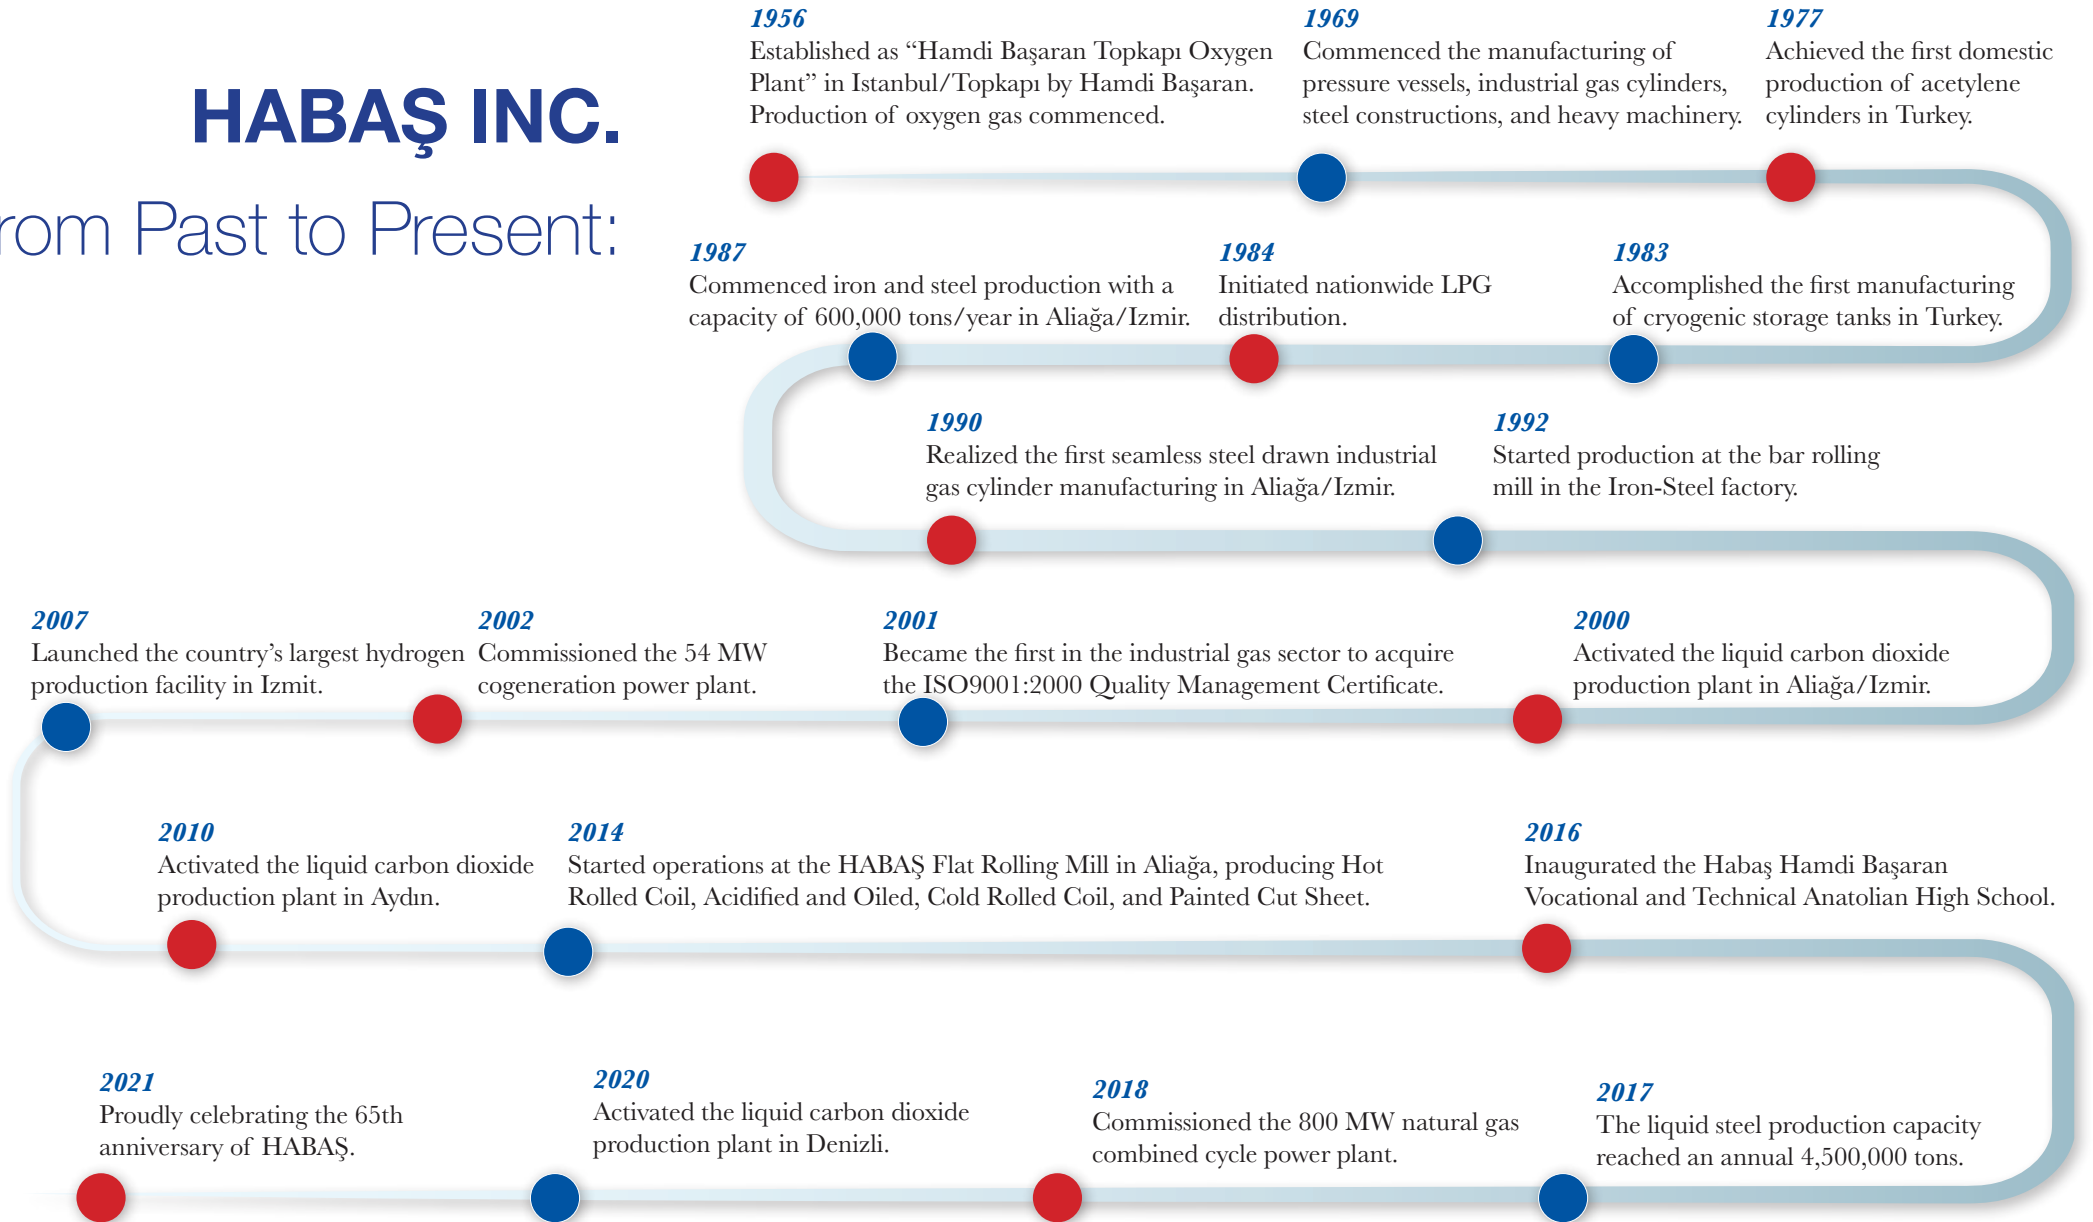 HABAŞ INC.
rom Past to Present:
1956
Established as “Hamdi Başaran Topkapı Oxygen
Plant” in Istanbul/Topkapı by Hamdi Başaran.
Production of oxygen gas commenced.
1969
Commenced the manufacturing of
pressure vessels, industrial gas cylinders,
steel constructions, and heavy machinery.
1977
Achieved the first domestic
production of acetylene
cylinders in Turkey.
1983
Accomplished the first manufacturing
of cryogenic storage tanks in Turkey.
1984
Initiated nationwide LPG
distribution.
1987
Commenced iron and steel production with a
capacity of 600,000 tons/year in Aliağa/Izmir.
1990
Realized the first seamless steel drawn industrial
gas cylinder manufacturing in Aliağa/Izmir.
1992
Started production at the bar rolling
mill in the Iron-Steel factory.
2000
Activated the liquid carbon dioxide
production plant in Aliağa/Izmir.
2001
Became the first in the industrial gas sector to acquire
the ISO9001:2000 Quality Management Certificate.
2002
Commissioned the 54 MW
cogeneration power plant.
2007
Launched the country’s largest hydrogen
production facility in Izmit.
2010
Activated the liquid carbon dioxide
production plant in Aydın.
2014
Started operations at the HABAŞ Flat Rolling Mill in Aliağa, producing Hot
Rolled Coil, Acidified and Oiled, Cold Rolled Coil, and Painted Cut Sheet.
2016
Inaugurated the Habaş Hamdi Başaran
Vocational and Technical Anatolian High School.
2017
The liquid steel production capacity
reached an annual 4,500,000 tons.
2018
Commissioned the 800 MW natural gas
combined cycle power plant.
2020
Activated the liquid carbon dioxide
production plant in Denizli.
2021
Proudly celebrating the 65th
anniversary of HABAŞ.